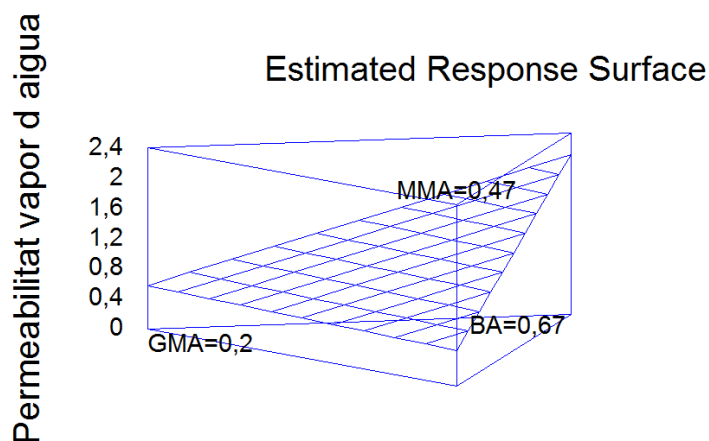 Estimated Response Surface
Permeabilitat vapor d aigua
2,4
2
1,6
1,2
0,8
0,4
0
MMA=0,47
BA=0,67
GMA=0,2